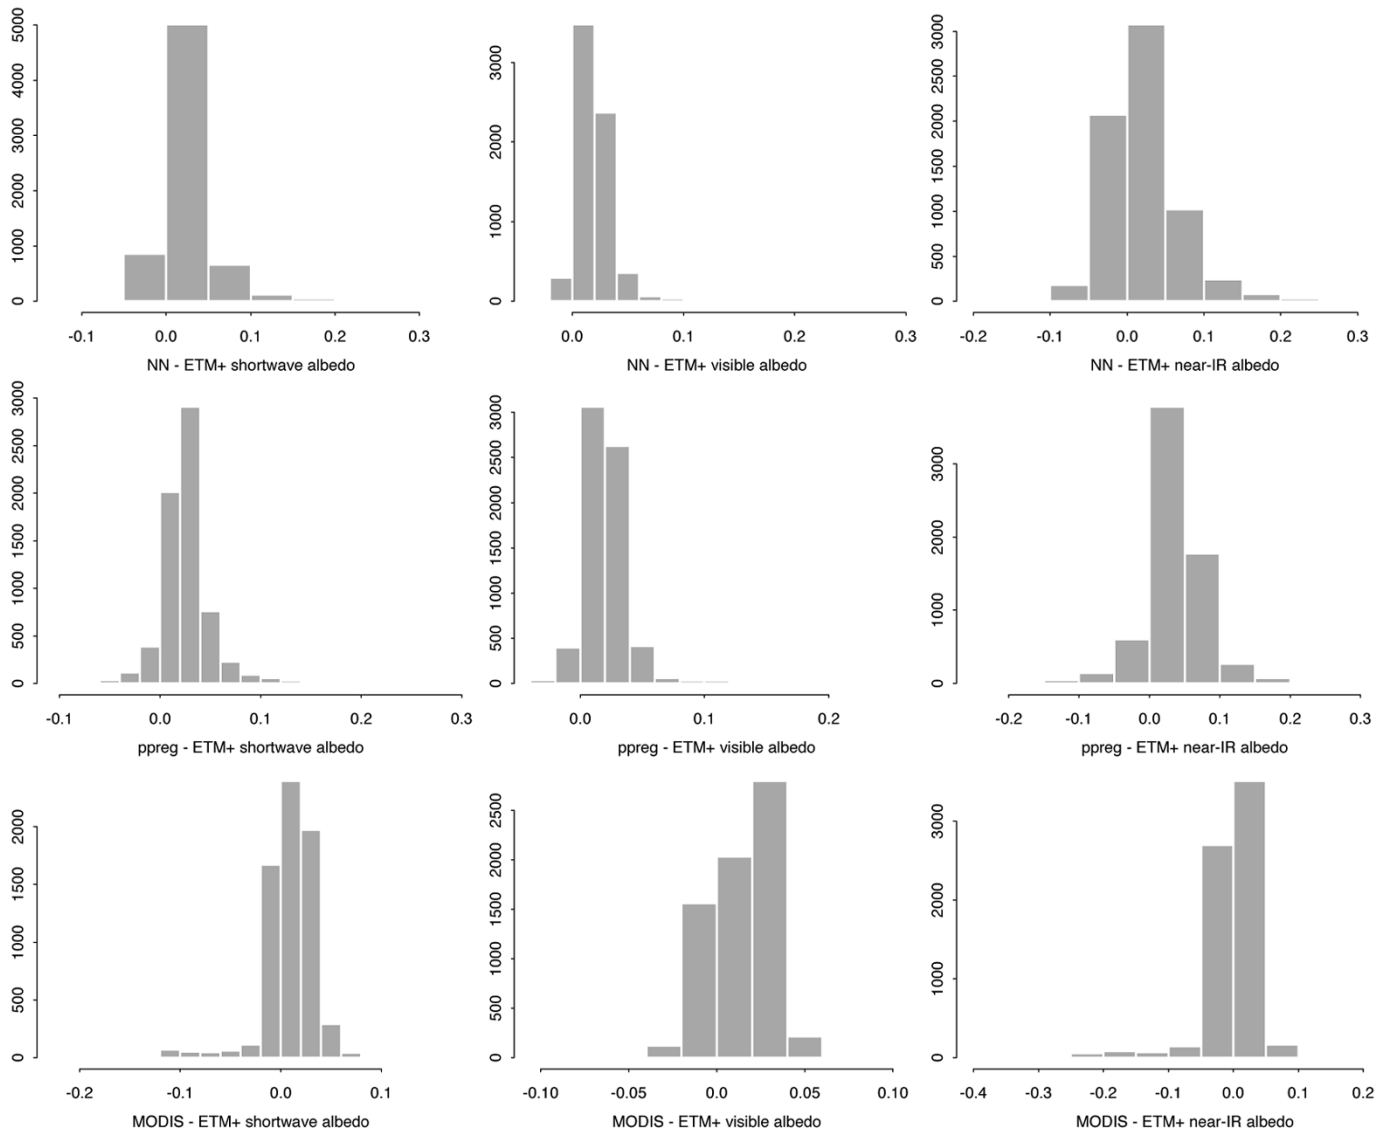 5000
4000
3000
2000
1000
0
-0.1 0.0 0.1 0.2 0.3
NN - ETM+ shortwave albedo
3000
2000
1000
0
0.0 0.1 0.2 0.3
NN - ETM+ visible albedo
3000
2500
2000
1500
1000
500
0
-0.2 -0.1 0.0 0.1 0.2 0.3
NN - ETM+ near-IR albedo
3000
2500
2000
1500
1000
500
0
-0.1 0.0 0.1 0.2 0.3
ppreg - ETM+ shortwave albedo
3000
2500
2000
1500
1000
500
0
0.0 0.1 0.2
ppreg - ETM+ visible albedo
3000
2000
1000
0
-0.2 -0.1 0.0 0.1 0.2 0.3
ppreg - ETM+ near-IR albedo
2000
1500
1000
500
0
-0.2 -0.1 0.0 0.1
MODIS - ETM+ shortwave albedo
2500
2000
1500
1000
500
0
-0.10 -0.05 0.0 0.05 0.10
MODIS - ETM+ visible albedo
3000
2000
1000
0
-0.4 -0.3 -0.2 -0.1 0.0 0.1 0.2
MODIS - ETM+ near-IR albedo